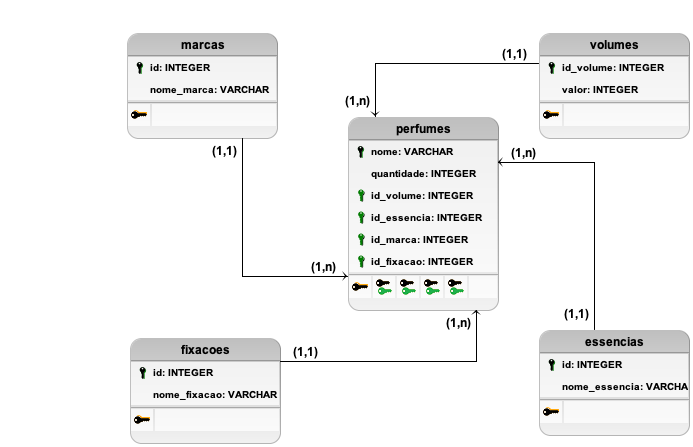 marcas
id: INTEGER
nome_marca: VARCHAR
(1,1)
volumes
id_volume: INTEGER
valor: INTEGER
(1,1)
(1,n)
perfumes
nome: VARCHAR
quantidade: INTEGER
id_volume: INTEGER
id_essencia: INTEGER
id_marca: INTEGER
id_fixacao: INTEGER
(1,n)
(1,n)
(1,n)
fixacoes
id: INTEGER
nome_fixacao: VARCHAR
(1,1)
(1,1)
essencias
id: INTEGER
nome_essencia: VARCHA